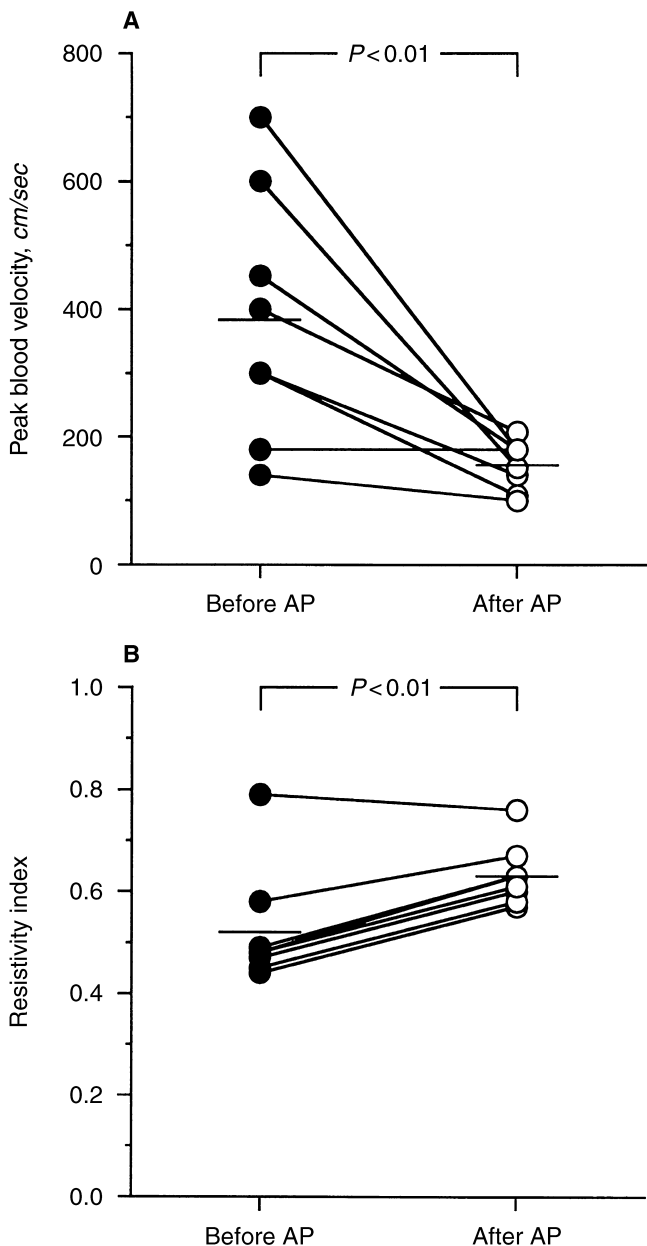 A
800
P < 0.01
600
400
200
0
Peak blood velocity, cm/sec
Before AP
After AP
B
1.0
P < 0.01
0.8
0.6
0.4
0.2
0.0
Resistivity index
Before AP
After AP